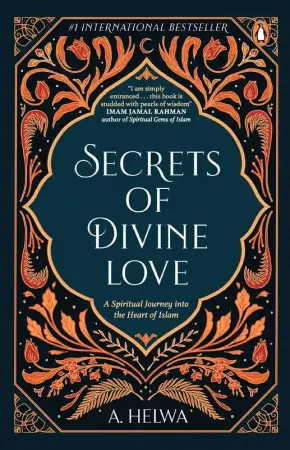 #1 INTERNATIONAL BESTSELLER
"I am simply
entranced . . . this book is
studded with pearls of wisdom"
IMAM JAMAL RAHMAN
author of Spiritual Gems of Islam
SECRETS
OF
DIVINE
LOVE
A Spiritual Journey into
the Heart of Islam
A. HELWA